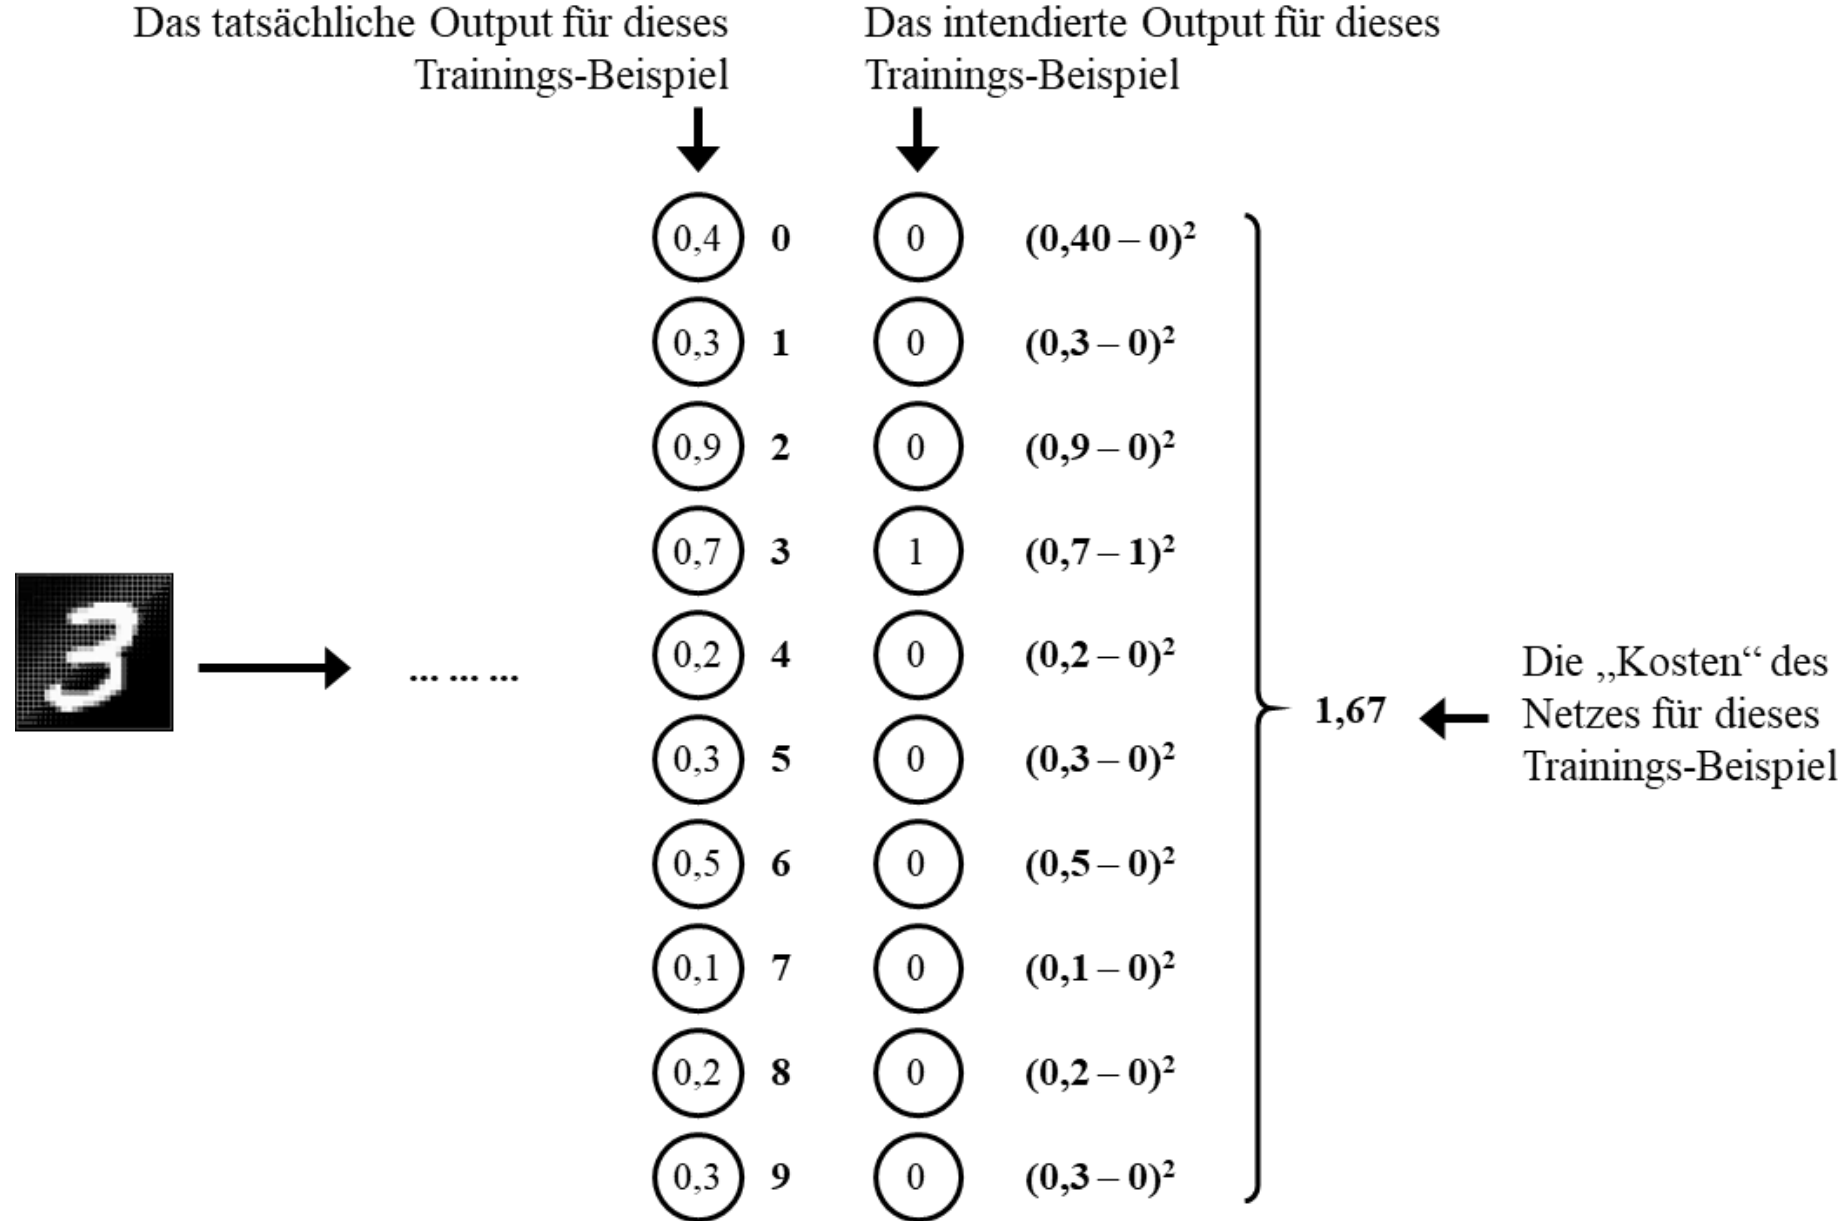 Das tatsächliche Output für dieses
Trainings-Beispiel
Das intendierte Output für dieses
Trainings-Beispiel
0,4 0 0 (0,40 – 0)²
0,3 1 0 (0,3 – 0)²
0,9 2 0 (0,9 – 0)²
0,7 3 1 (0,7 – 1)²
0,2 4 0 (0,2 – 0)²
0,3 5 0 (0,3 – 0)²
0,5 6 0 (0,5 – 0)²
0,1 7 0 (0,1 – 0)²
0,2 8 0 (0,2 – 0)²
0,3 9 0 (0,3 – 0)²
3
... ... ...
1,67
Die „Kosten“ des
Netzes für dieses
Trainings-Beispiel